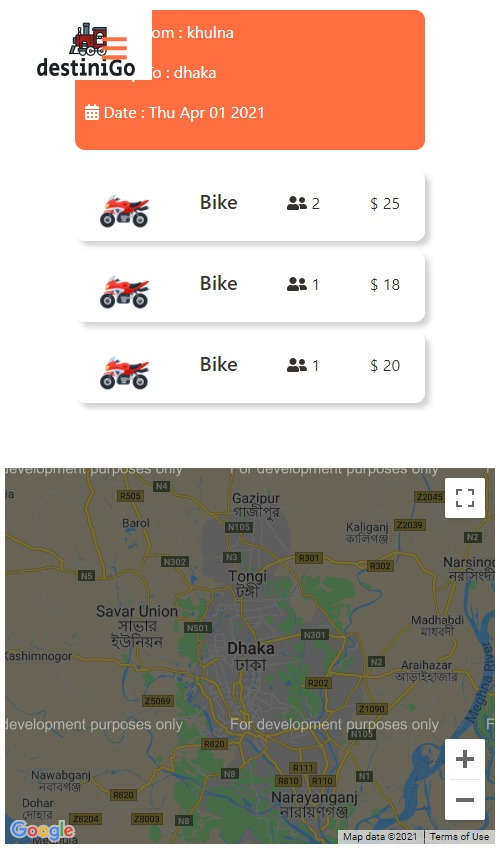 destiniGo
om : khulna
To : dhaka
Date : Thu Apr 01 2021
Bike 2 $ 25
Bike 1 $ 18
Bike 1 $ 20
development purposes only For development purposes only
N4
R505
Gazipur
গাজীপুর
Z2045
Barol
N105
Kaliganj
কালিগঞ্জ
Z2039
N2
N3
R301
N302
R302
Narsing
নরসিংদী
N5
Tongi
টঙ্গী
Savar Union
সাভার
ইউনিয়ন
N501
N301
Madhabdi
মাধবদী
Dhaka
ঢাকা
Kashimnogor
N2
Araihazar
আড়াইহাজার
R202
Meghna River
Z5069
Z1090
development purposes only For development purposes only
R820
N105
R111
N8
R810
R110
Nawabganj
নবাবগঞ্জ
R820
Narayanganj
নারায়ণগঞ্জ
Dohar
দোহার
Z8204
Z8003
N8
Google
Map data ©2021 Terms of Use